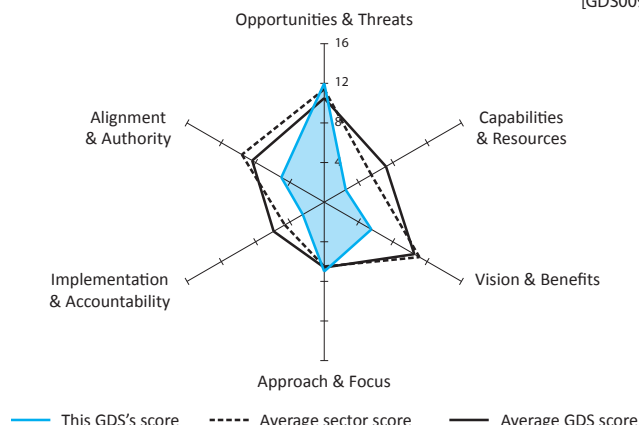 [GDS009
Opportunities & Threats
16
12
8
4
Alignment
& Authority
Capabilities
& Resources
Implementation
& Accountability
Vision & Benefits
Approach & Focus
This GDS's score
Average sector score
Average GDS score